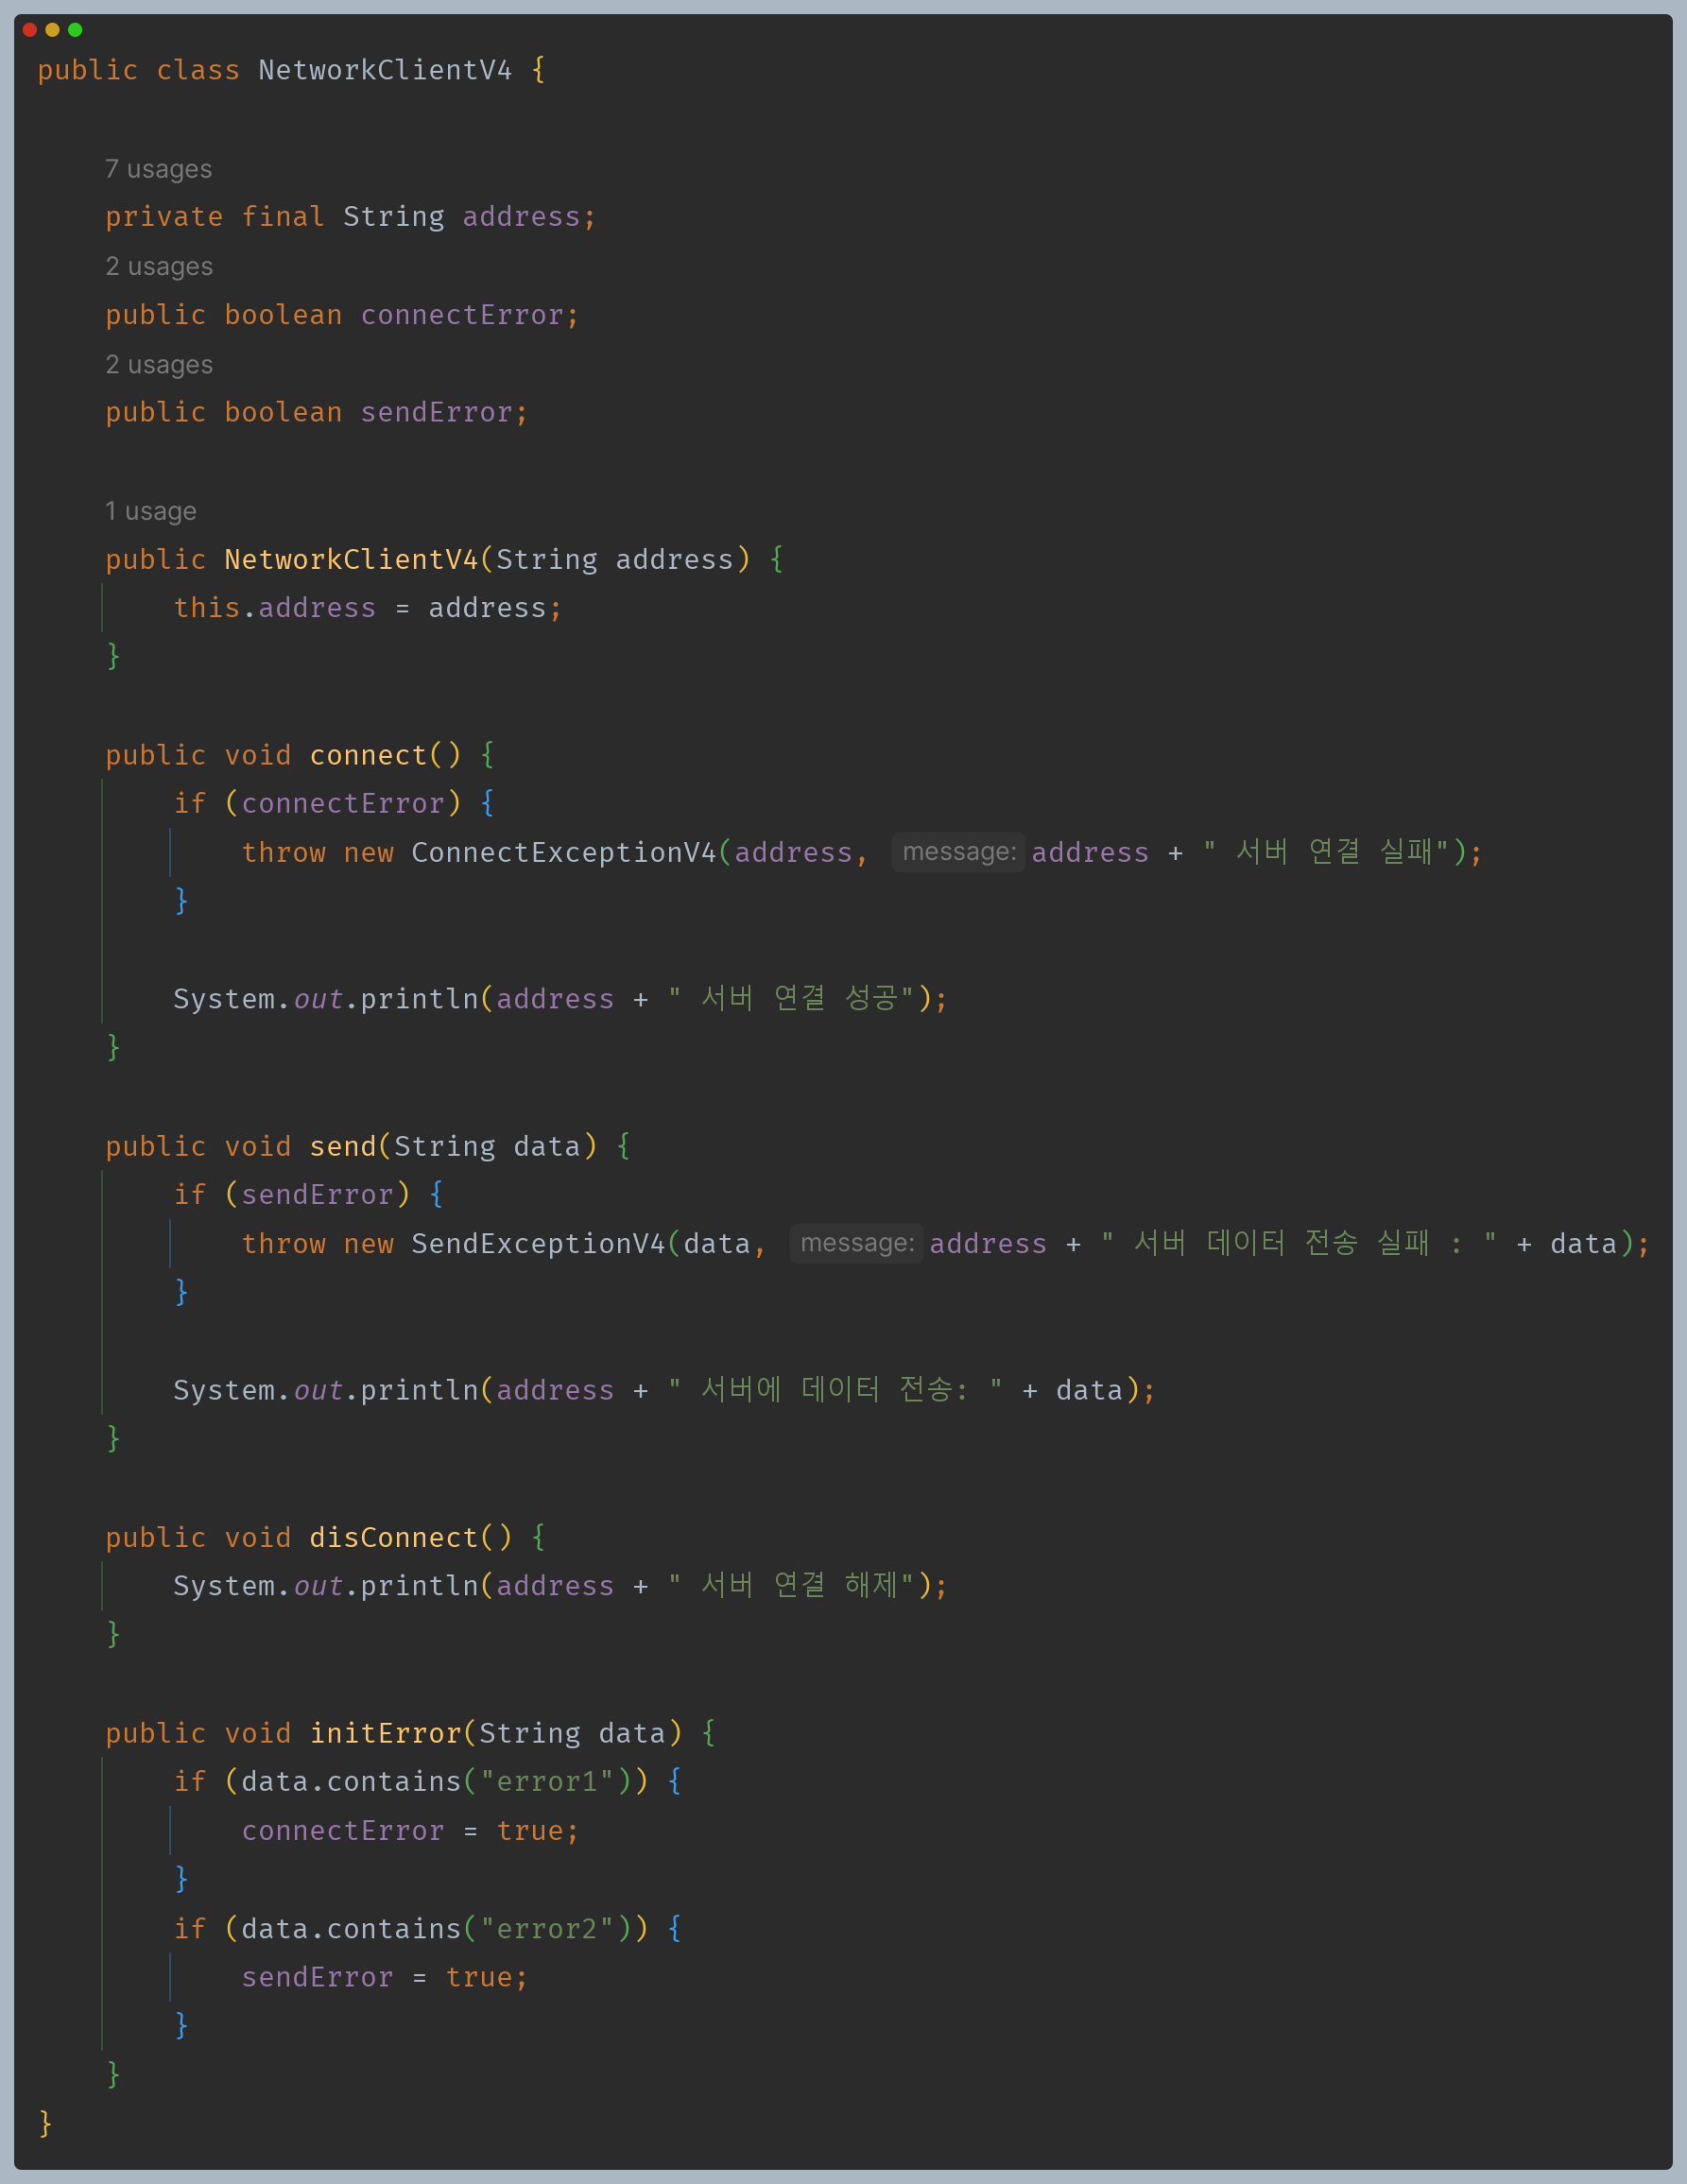 public class NetworkClientV4 {
7 usages
private final String address;
2 usages
public boolean connectError;
2 usages
public boolean sendError;
1 usage
public NetworkClientV4(String address) {
this.address = address;
}
public void connect() {
if (connectError) {
throw new ConnectExceptionV4(address, message: address + " 서버 연결 실패");
}
System.out.println(address + " 서버 연결 성공");
}
public void send(String data) {
if (sendError) {
throw new SendExceptionV4(data, message: address + " 서버 데이터 전송 실패 : " + data);
}
System.out.println(address + " 서버에 데이터 전송: " + data);
}
public void disConnect() {
System.out.println(address + " 서버 연결 해제");
}
public void initError(String data) {
if (data.contains("error1")) {
connectError = true;
}
if (data.contains("error2")) {
sendError = true;
}
}
}